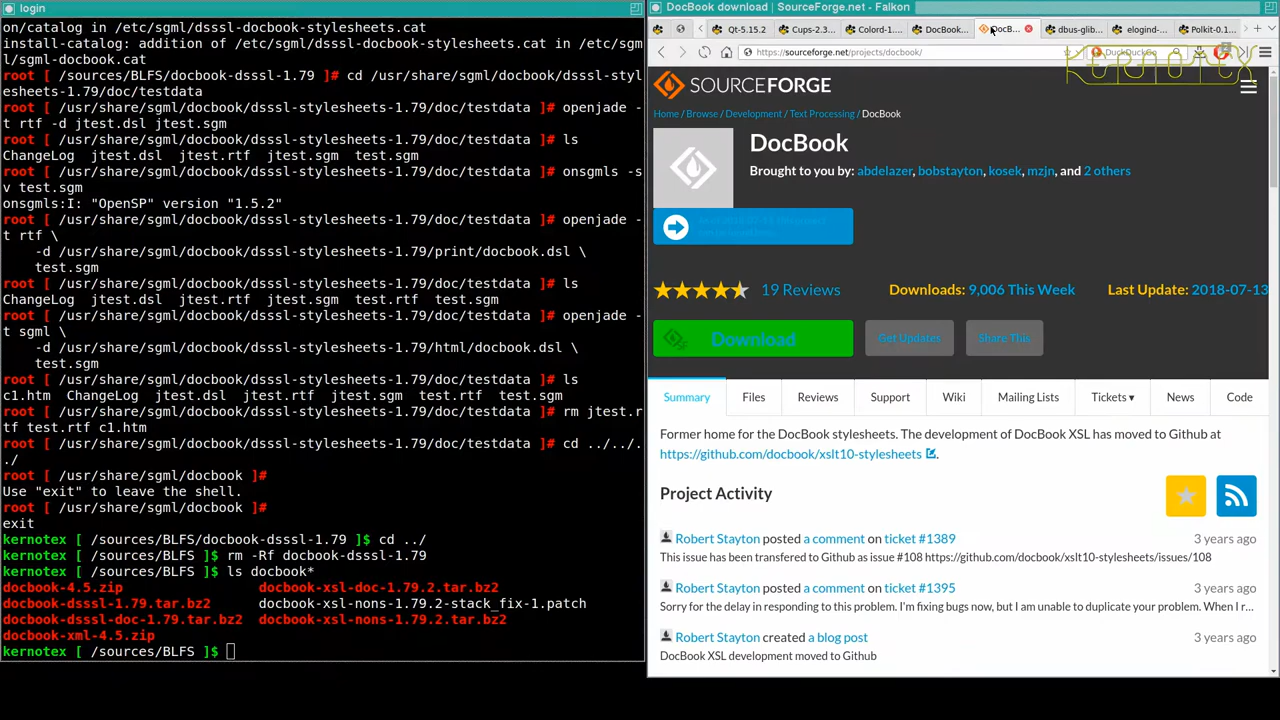 login
on/catalog in /etc/sgml/dsssl-docbook-stylesheets.cat
install-catalog: addition of /etc/sgml/dsssl-docbook-stylesheets.cat in /etc/sgm
l/sgml-docbook.cat
root [ /sources/BLFS/docbook-dsssl-1.79 ]# cd /usr/share/sgml/docbook/dsssl-styl
esheets-1.79/doc/testdata
root [ /usr/share/sgml/docbook/dsssl-stylesheets-1.79/doc/testdata ]# openjade -
t rtf -d jtest.dsl jtest.sgm
root [ /usr/share/sgml/docbook/dsssl-stylesheets-1.79/doc/testdata ]# ls
ChangeLog  jtest.dsl  jtest.rtf  jtest.sgm  test.sgm
root [ /usr/share/sgml/docbook/dsssl-stylesheets-1.79/doc/testdata ]# onsgmls -s
v test.sgm
onsgmls:I: "OpenSP" version "1.5.2"
root [ /usr/share/sgml/docbook/dsssl-stylesheets-1.79/doc/testdata ]# openjade -
t rtf \
    -d /usr/share/sgml/docbook/dsssl-stylesheets-1.79/print/docbook.dsl \
    test.sgm
root [ /usr/share/sgml/docbook/dsssl-stylesheets-1.79/doc/testdata ]# ls
ChangeLog  jtest.dsl  jtest.rtf  jtest.sgm  test.rtf  test.sgm
root [ /usr/share/sgml/docbook/dsssl-stylesheets-1.79/doc/testdata ]# openjade -
t sgml \
    -d /usr/share/sgml/docbook/dsssl-stylesheets-1.79/html/docbook.dsl \
    test.sgm
root [ /usr/share/sgml/docbook/dsssl-stylesheets-1.79/doc/testdata ]# ls
c1.htm  ChangeLog  jtest.dsl  jtest.rtf  jtest.sgm  test.rtf  test.sgm
root [ /usr/share/sgml/docbook/dsssl-stylesheets-1.79/doc/testdata ]# rm jtest.r
tf test.rtf c1.htm
root [ /usr/share/sgml/docbook/dsssl-stylesheets-1.79/doc/testdata ]# cd ../../.
./
root [ /usr/share/sgml/docbook ]#
Use "exit" to leave the shell.
root [ /usr/share/sgml/docbook ]#
exit
kernotex [ /sources/BLFS/docbook-dsssl-1.79 ]$ cd ../
kernotex [ /sources/BLFS ]$ rm -Rf docbook-dsssl-1.79
kernotex [ /sources/BLFS ]$ ls docbook*
docbook-4.5.zip  docbook-xsl-doc-1.79.2.tar.bz2
docbook-dsssl-1.79.tar.bz2  docbook-xsl-nons-1.79.2-stack_fix-1.patch
docbook-dsssl-doc-1.79.tar.bz2  docbook-xsl-nons-1.79.2.tar.bz2
docbook-xml-4.5.zip
kernotex [ /sources/BLFS ]$
DocBook download | SourceForge.net - Falkon
Qt-5.15.2  Cups-2.3...  Colord-1...  DocBook...  DocB...  dbus-glib...  elogind-...  Polkit-0.1...
https://sourceforge.net/projects/docbook/  DuckDuckGo
KERNOTEX
SOURCEFORGE
Home / Browse / Development / Text Processing / DocBook
DocBook
Brought to you by: abdelazer, bobstayton, kosek, mzjn, and 2 others
19 Reviews  Downloads: 9,006 This Week  Last Update: 2018-07-13
Download  Get Updates  Share This
Summary  Files  Reviews  Support  Wiki  Mailing Lists  Tickets ▾  News  Code
Former home for the DocBook stylesheets. The development of DocBook XSL has moved to Github at
https://github.com/docbook/xslt10-stylesheets.
Project Activity
Robert Stayton posted a comment on ticket #1389  3 years ago
This issue has been transfered to Github as issue #108 https://github.com/docbook/xslt10-stylesheets/issues/108
Robert Stayton posted a comment on ticket #1395  3 years ago
Sorry for the delay in responding to this problem. I'm fixing bugs now, but I am unable to duplicate your problem. When I r...
Robert Stayton created a blog post  3 years ago
DocBook XSL development moved to Github